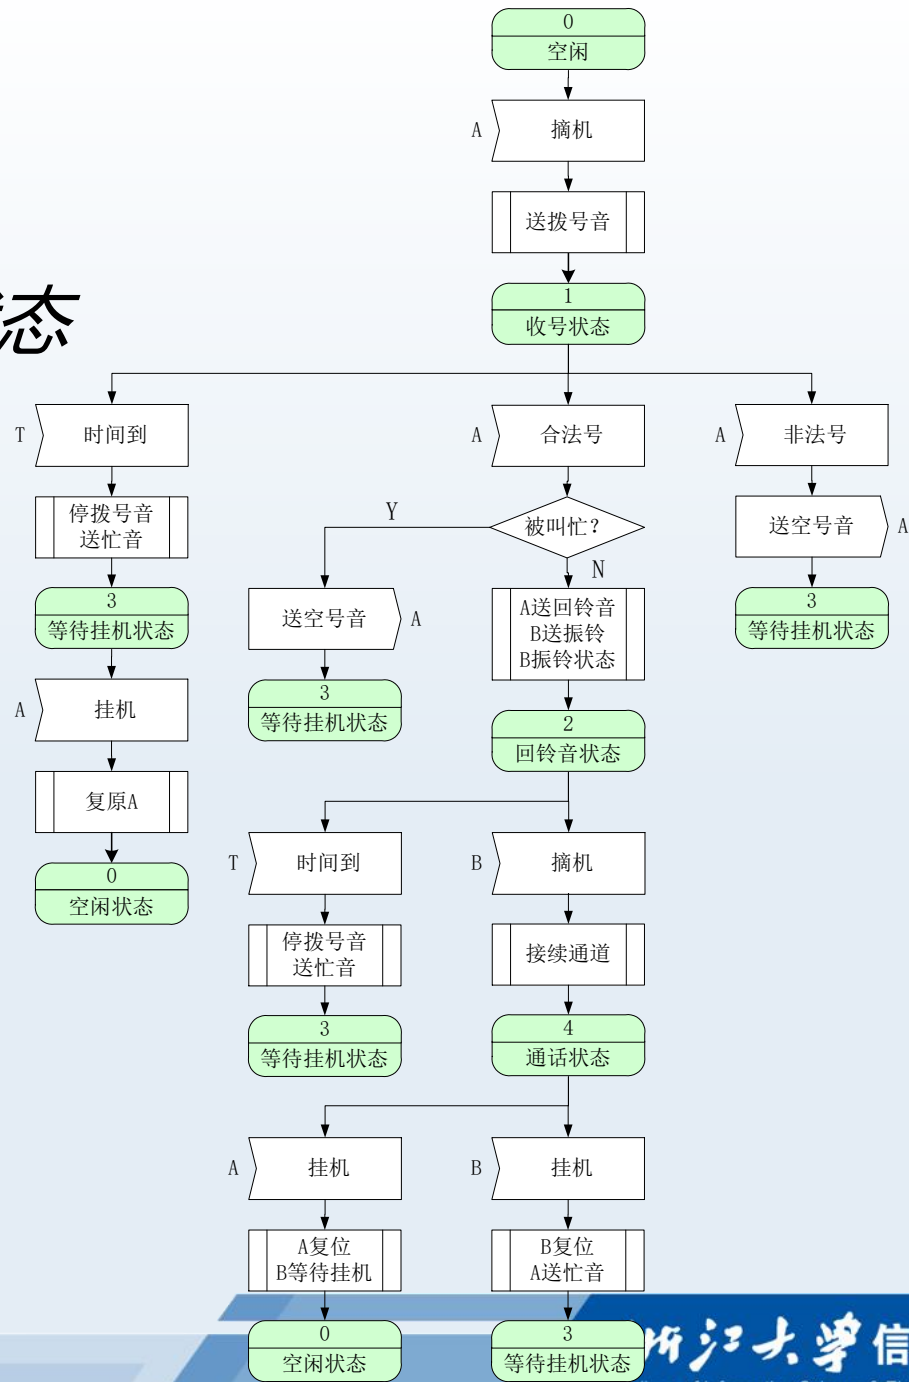 0
空闲
A
摘机
送拨号音
态
1
收号状态
T
时间到
A
合法号
A
非法号
停拨号音
送忙音
Y
被叫忙?
N
送空号音
A
3
等待挂机状态
送空号音
A
A送回铃音
B送振铃
B振铃状态
3
等待挂机状态
A
挂机
3
等待挂机状态
2
回铃音状态
复原A
0
空闲状态
T
时间到
B
摘机
停拨号音
送忙音
接续通道
3
等待挂机状态
4
通话状态
A
挂机
B
挂机
A复位
B等待挂机
B复位
A送忙音
0
空闲状态
3
等待挂机状态
浙江大学信